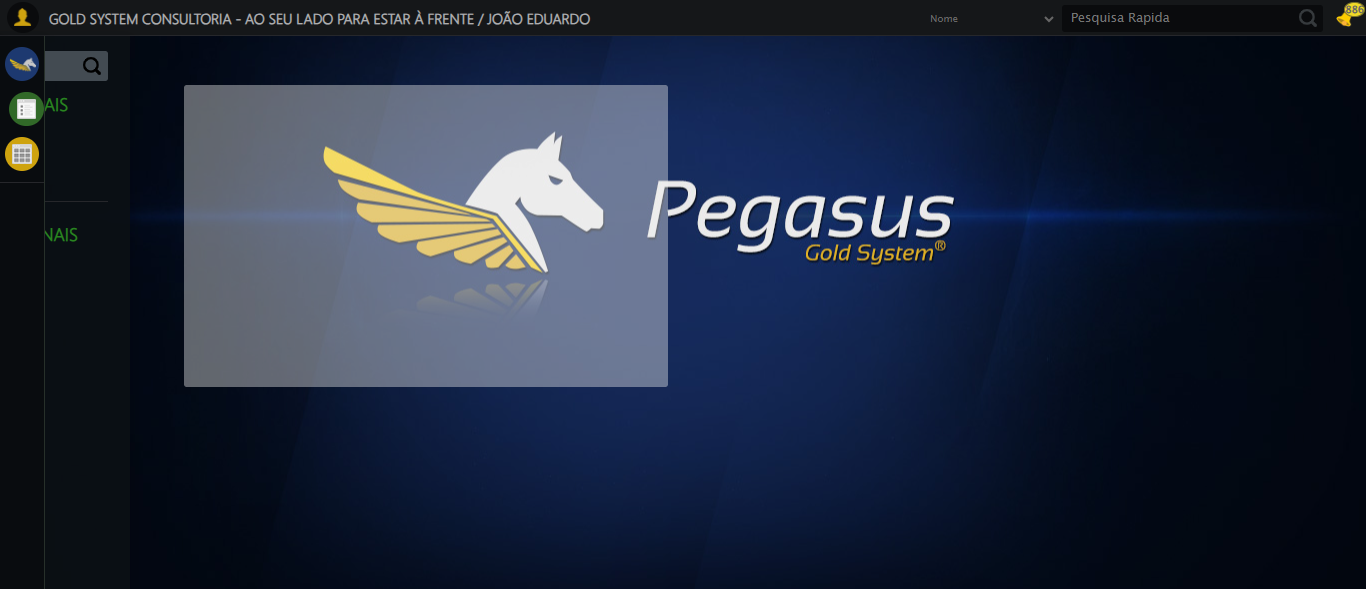 GOLD SYSTEM CONSULTORIA - AO SEU LADO PARA ESTAR À FRENTE / JOÃO EDUARDO
Nome
Pesquisa Rapida
886
AIS
NAIS
Pegasus
Gold System®